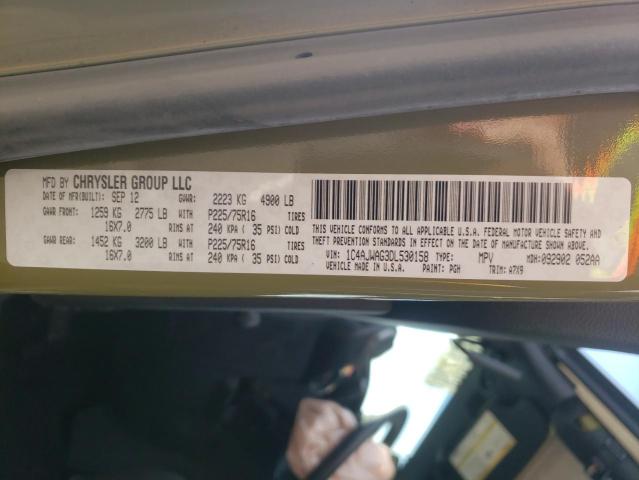 MFD BY CHRYSLER GROUP LLC
DATE OF MFR(BUILT): SEP 12 GVWR: 2223 KG 4900 LB
GAWR FRONT: 1259 KG 2775 LB WITH P225/75R16 TIRES
16X7.0 RIMS AT 240 KPA ( 35 PSI) COLD
GAWR REAR: 1452 KG 3200 LB WITH P225/75R16 TIRES
16X7.0 RIMS AT 240 KPA ( 35 PSI) COLD
THIS VEHICLE CONFORMS TO ALL APPLICABLE U.S.A. FEDERAL MOTOR VEHICLE SAFETY, BUMPER AND
THEFT PREVENTION STANDARDS IN EFFECT ON THE DATE OF MANUFACTURE SHOWN ABOVE.
VIN: 1C4AJWAG3DL530158 TYPE: MPV MDH: 092902 052AA
VEHICLE MADE IN U.S.A. PAINT: PGH TRIM: A7X9